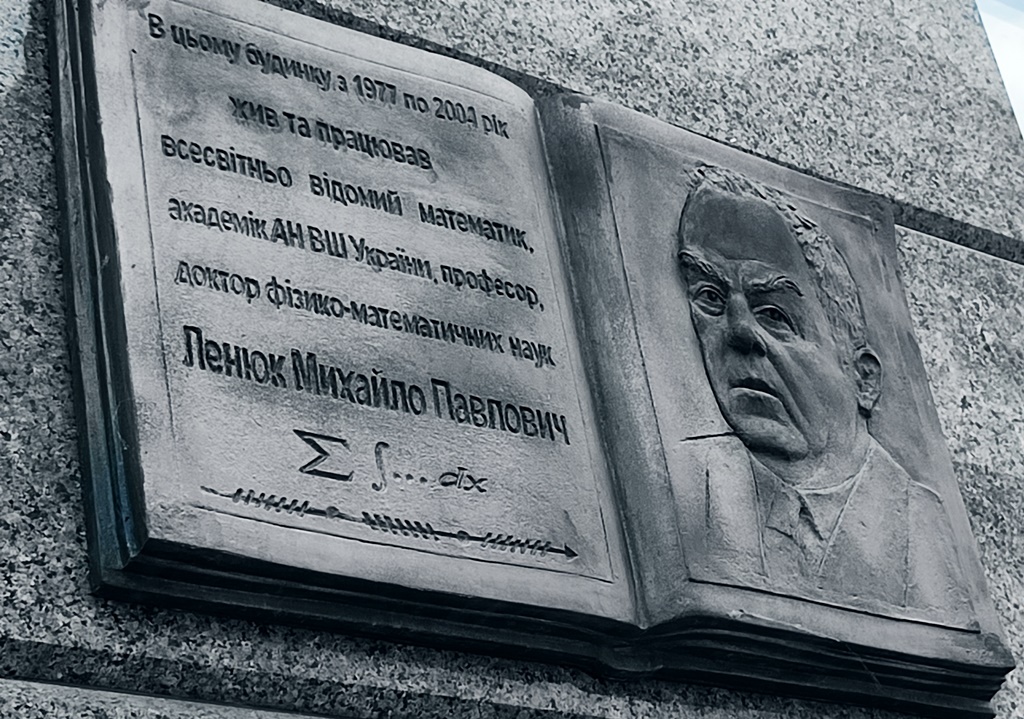 В цьому будинку з 1977 по 2004 рік
жив та працював
всесвітньо відомий математик,
академік АН ВШ України, професор,
доктор фізико-математичних наук
Ленюк Михайло Павлович
∑ ∫... dx